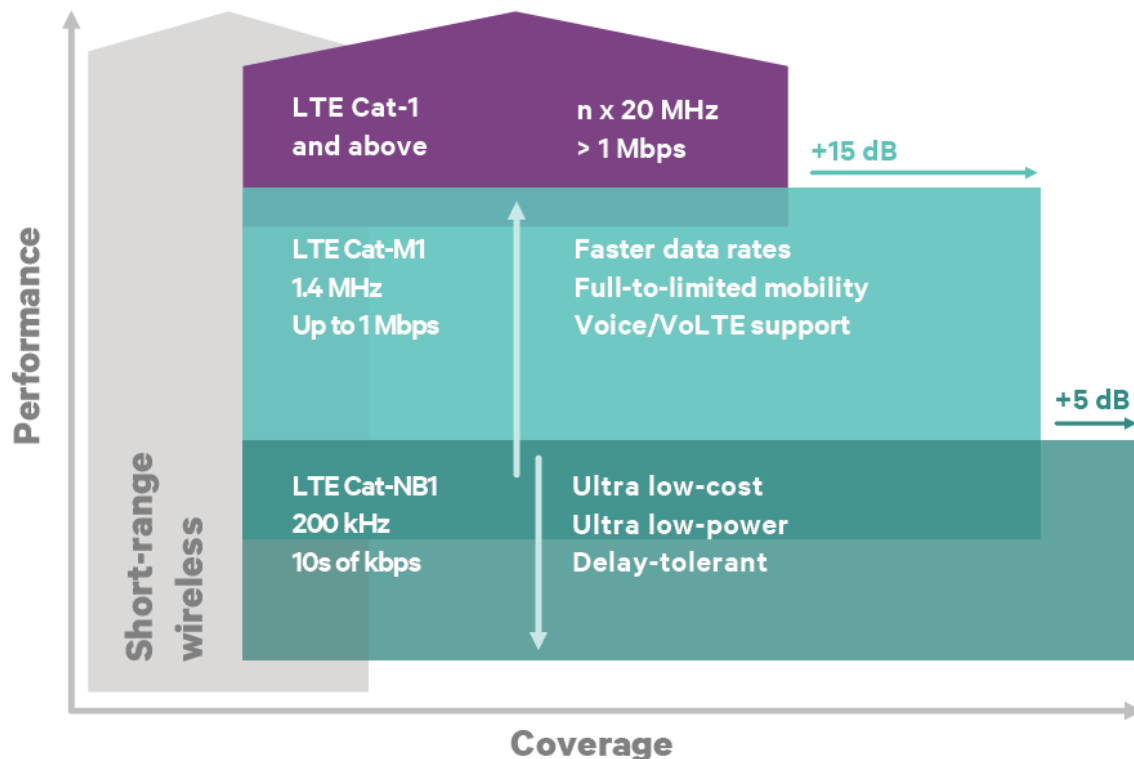 Performance
Short-range
wireless
LTE Cat-1
and above
n x 20 MHz
> 1 Mbps
+15 dB
LTE Cat-M1
1.4 MHz
Up to 1 Mbps
Faster data rates
Full-to-limited mobility
Voice/VoLTE support
+5 dB
LTE Cat-NB1
200 kHz
10s of kbps
Ultra low-cost
Ultra low-power
Delay-tolerant
Coverage